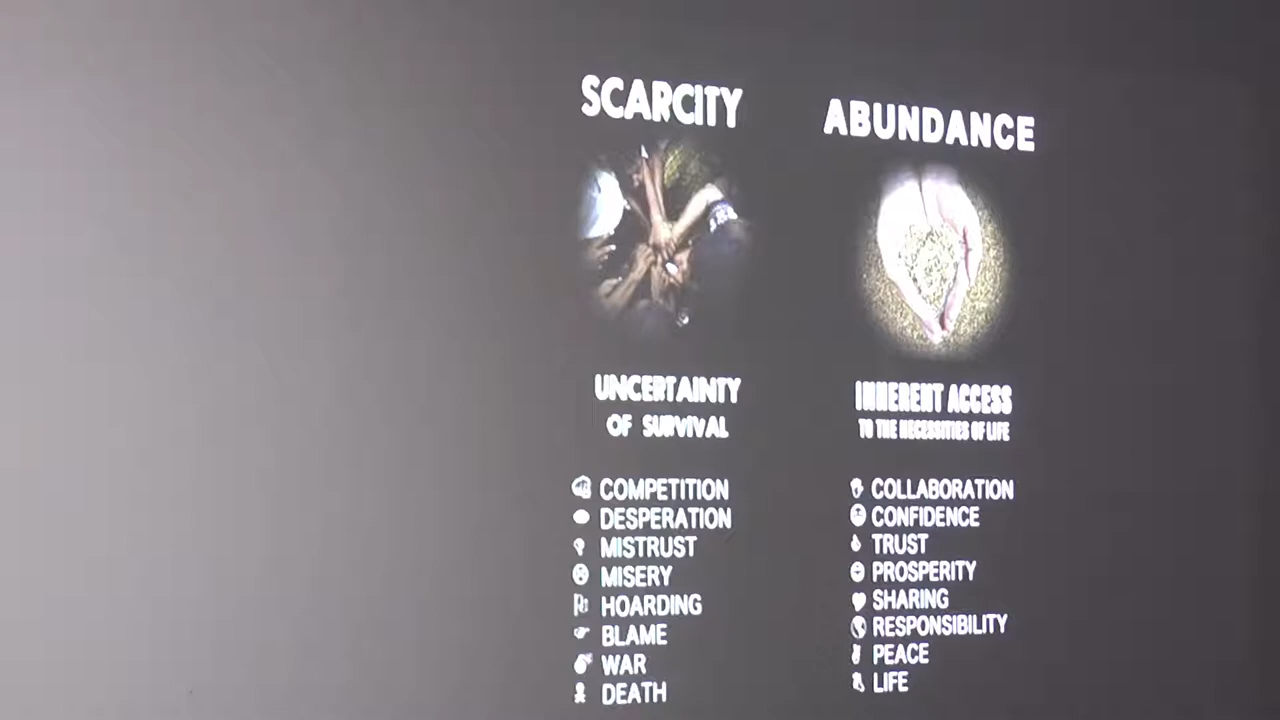 SCARCITY
UNCERTAINTY
OF SURVIVAL
COMPETITION
DESPERATION
MISTRUST
MISERY
HOARDING
BLAME
WAR
DEATH
ABUNDANCE
INHERENT ACCESS
TO THE NECESSITIES OF LIFE
COLLABORATION
CONFIDENCE
TRUST
PROSPERITY
SHARING
RESPONSIBILITY
PEACE
LIFE